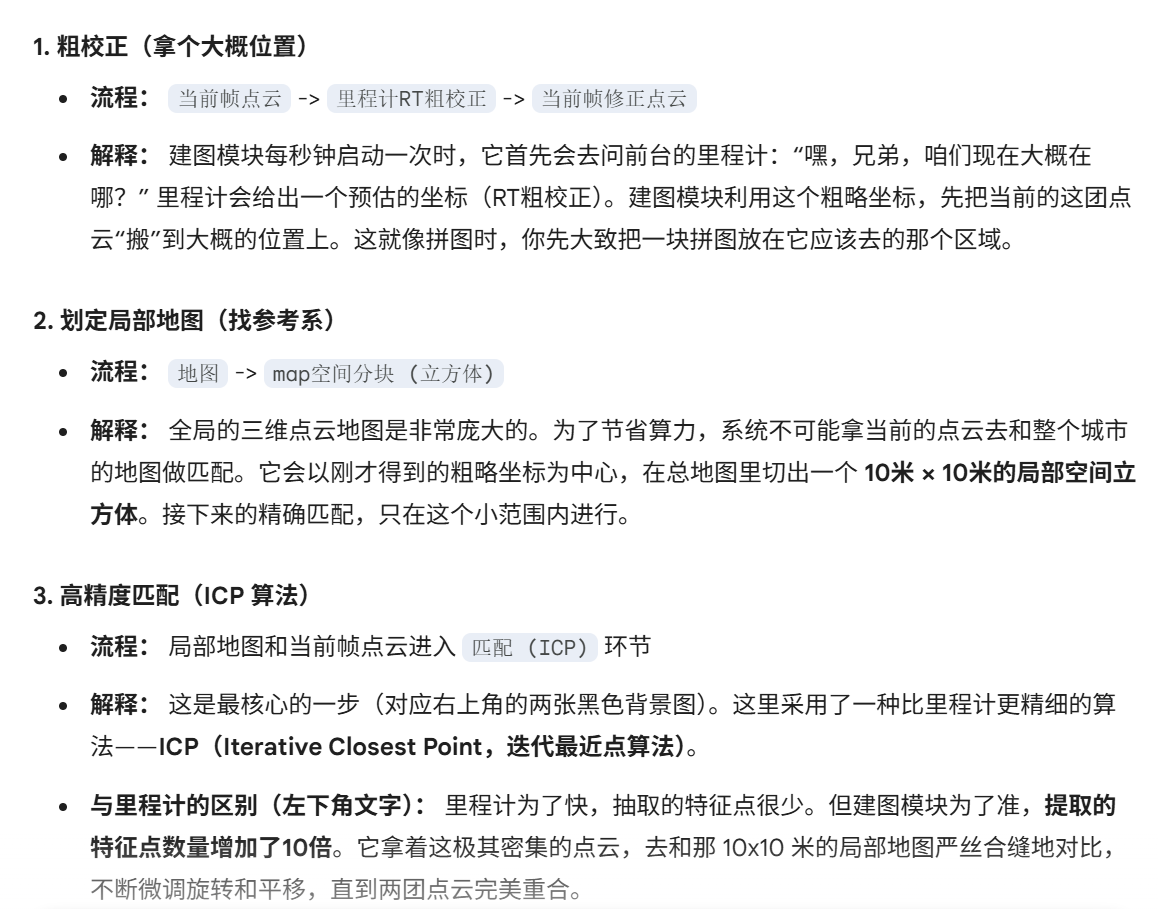 1. 粗校正（拿个大概位置）
• 流程： 当前帧点云 -> 里程计RT粗校正 -> 当前帧修正点云
• 解释： 建图模块每秒钟启动一次时，它首先会去问前台的里程计：“嘿，兄弟，咱们现在大概在
哪？” 里程计会给出一个预估的坐标（RT粗校正）。建图模块利用这个粗略坐标，先把当前的这团点
云“搬”到大概的位置上。这就像拼图时，你先大致把一块拼图放在它应该去的那个区域。
2. 划定局部地图（找参考系）
• 流程： 地图 -> map空间分块 (立方体)
• 解释： 全局的三维点云地图是非常庞大的。为了节省算力，系统不可能拿当前的点云去和整个城市
的地图做匹配。它会以刚才得到的粗略坐标为中心，在总地图里切出一个 10米 × 10米的局部空间立
方体。接下来的精确匹配，只在这个小范围内进行。
3. 高精度匹配（ICP 算法）
• 流程： 局部地图和当前帧点云进入 匹配 (ICP) 环节
• 解释： 这是最核心的一步（对应右上角的两张黑色背景图）。这里采用了一种比里程计更精细的算
法——ICP（Iterative Closest Point，迭代最近点算法）。
• 与里程计的区别（左下角文字）： 里程计为了快，抽取的特征点很少。但建图模块为了准，提取的
特征点数量增加了10倍。它拿着这极其密集的点云，去和那 10x10 米的局部地图严丝合缝地对比，
不断微调旋转和平移，直到两团点云完美重合。